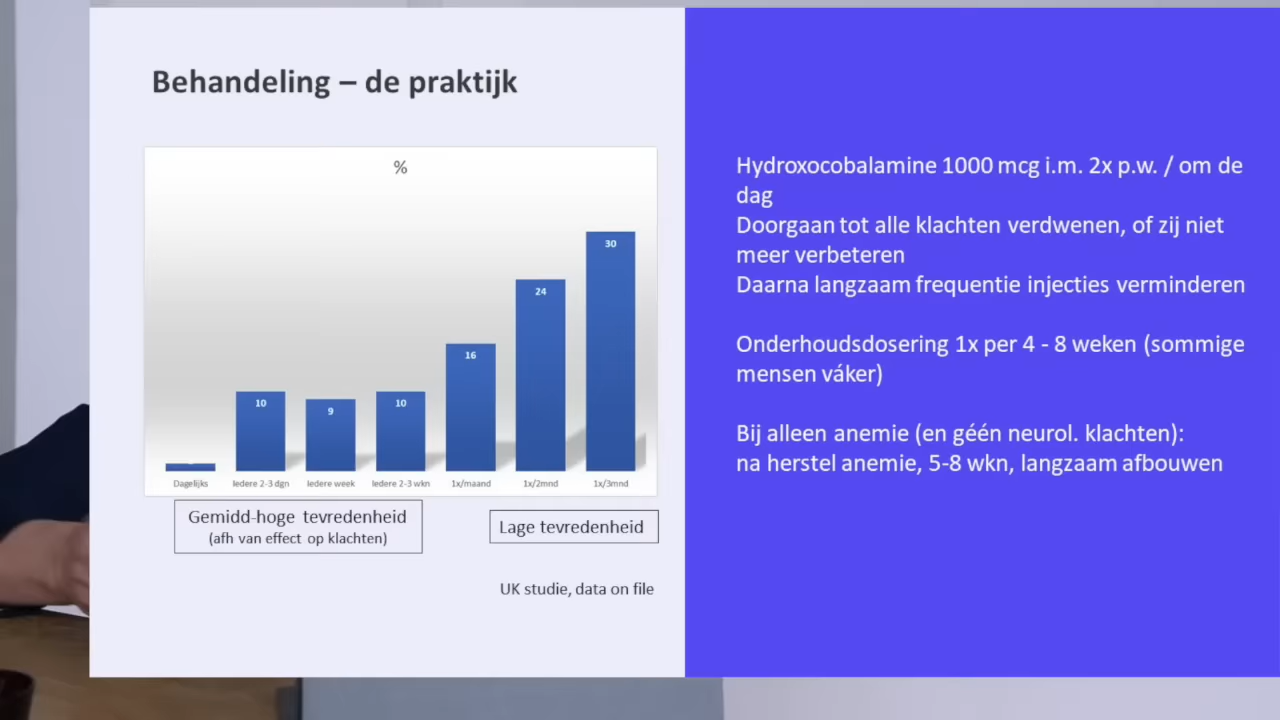 Behandeling – de praktijk
%
10
9
10
16
24
30
Dagelijks
Iedere 2-3 dgn
Iedere week
Iedere 2-3 wkn
1x/maand
1x/2mnd
1x/3mnd
Gemidd-hoge tevredenheid
(afh van effect op klachten)
Lage tevredenheid
UK studie, data on file
Hydroxocobalamine 1000 mcg i.m. 2x p.w. / om de
dag
Doorgaan tot alle klachten verdwenen, of zij niet
meer verbeteren
Daarna langzaam frequentie injecties verminderen
Onderhoudsdosering 1x per 4 - 8 weken (sommige
mensen váker)
Bij alleen anemie (en géén neurol. klachten):
na herstel anemie, 5-8 wkn, langzaam afbouwen